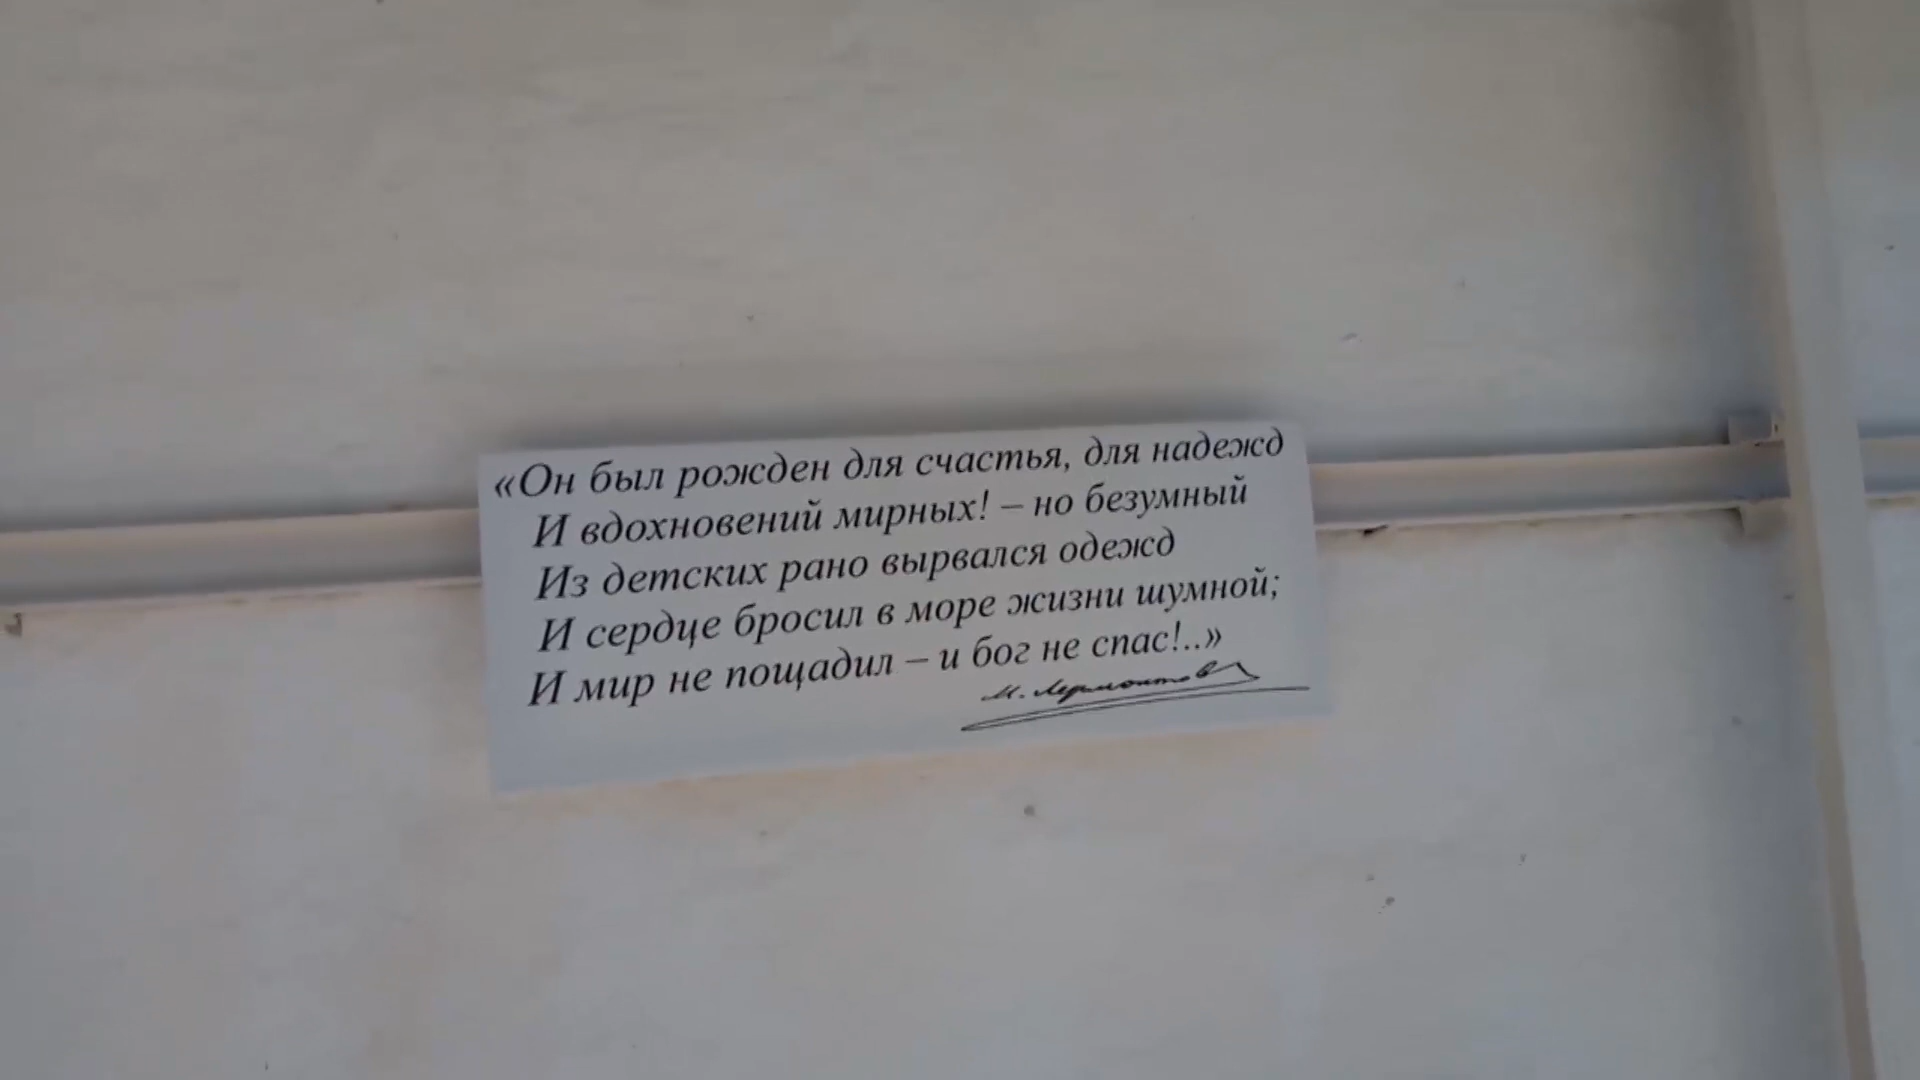 «Он был рожден для счастья, для надежд
И вдохновений мирных! – но безумный
Из детских рано вырвался одежд
И сердце бросил в море жизни шумной;
И мир не пощадил – и бог не спас!..»
М. Лермонтов